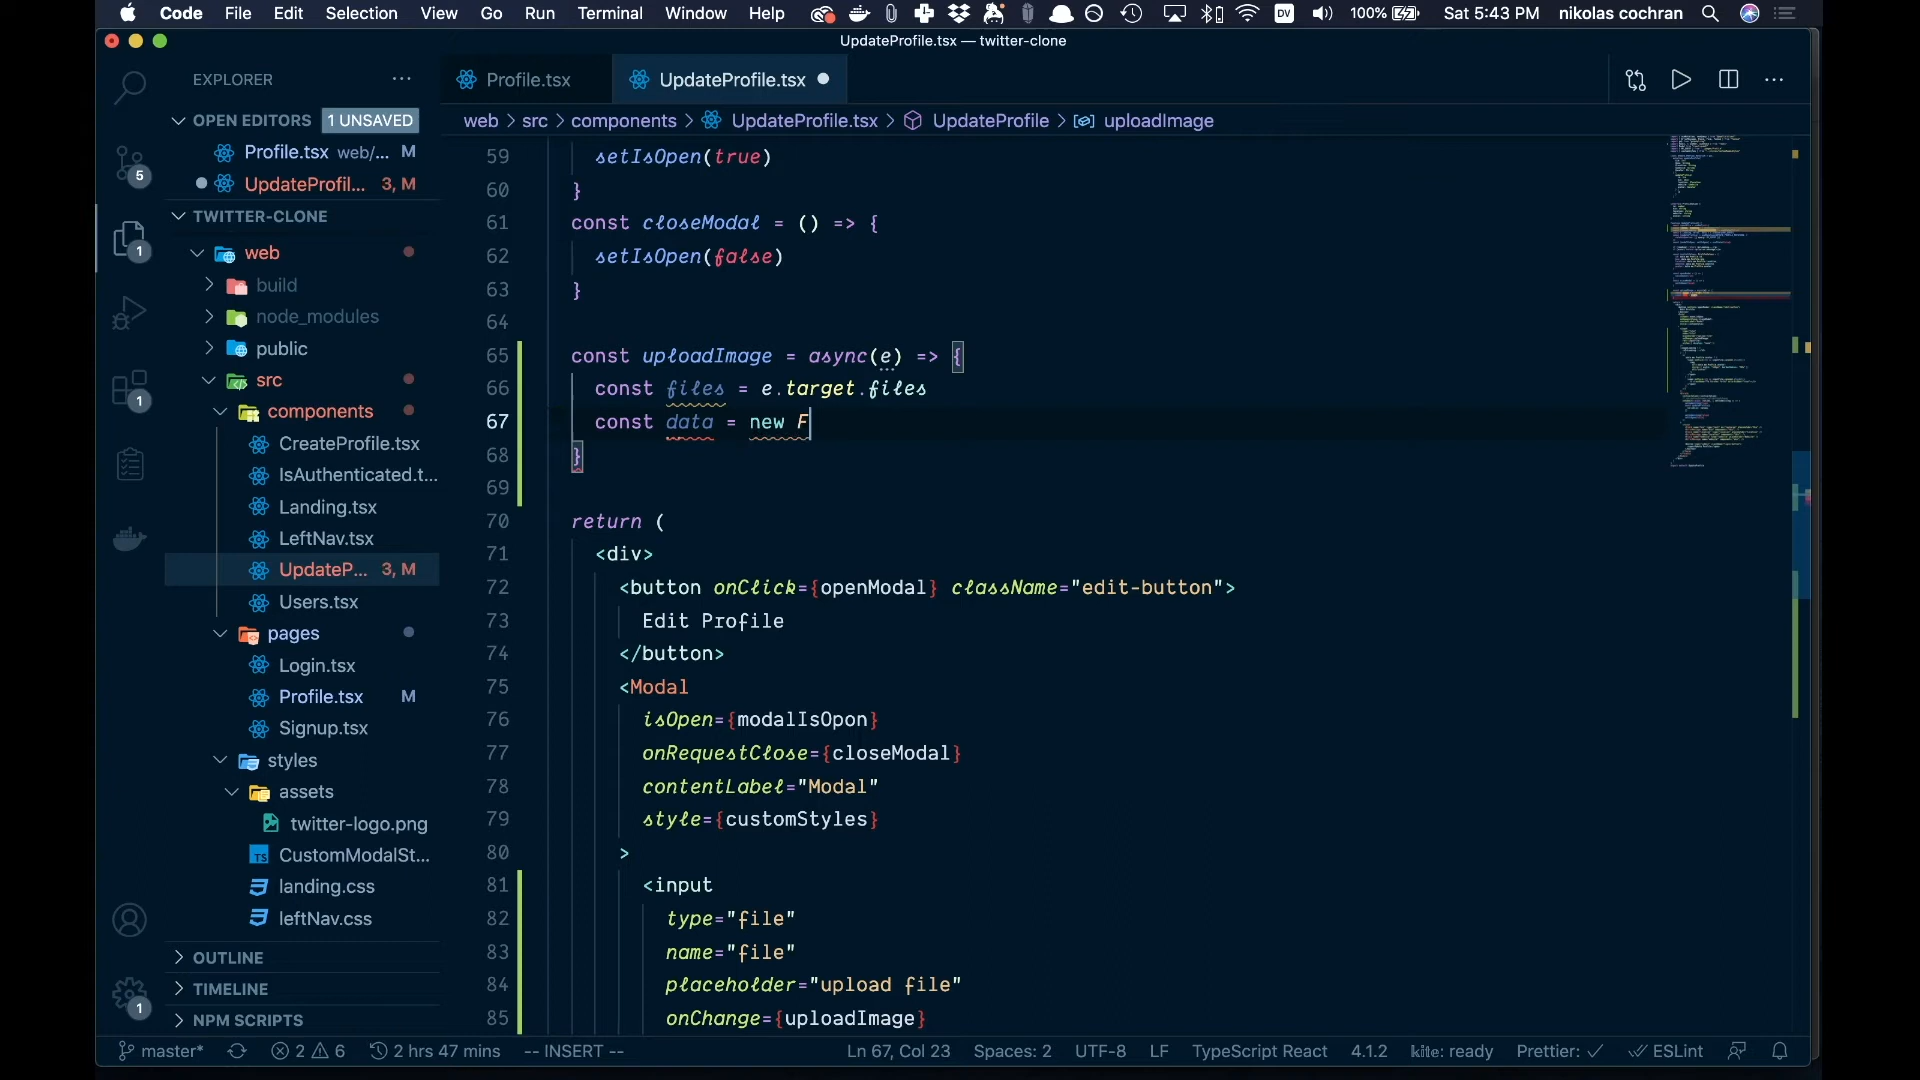 Code File Edit Selection View Go Run Terminal Window Help DV 100% Sat 5:43 PM nikolas cochran
UpdateProfile.tsx — twitter-clone
EXPLORER
Profile.tsx
UpdateProfile.tsx
OPEN EDITORS 1 UNSAVED
Profile.tsx web/... M
UpdateProfil... 3, M
TWITTER-CLONE
web
build
node_modules
public
src
components
CreateProfile.tsx
IsAuthenticated.t...
Landing.tsx
LeftNav.tsx
UpdateP... 3, M
Users.tsx
pages
Login.tsx
Profile.tsx M
Signup.tsx
styles
assets
twitter-logo.png
TS CustomModalSt...
landing.css
leftNav.css
OUTLINE
TIMELINE
NPM SCRIPTS
5
1
1
1
web > src > components > UpdateProfile.tsx > UpdateProfile > uploadImage
59 setIsOpen(true)
60 }
61 const closeModal = () => {
62 setIsOpen(false)
63 }
64
65 const uploadImage = async(e) => {
66 const files = e.target.files
67 const data = new F
68 }
69
70 return (
71 <div>
72 <button onClick={openModal} className="edit-button">
73 Edit Profile
74 </button>
75 <Modal
76 isOpen={modalIsOpon}
77 onRequestClose={closeModal}
78 contentLabel="Modal"
79 style={customStyles}
80 >
81 <input
82 type="file"
83 name="file"
84 placeholder="upload file"
85 onChange={uploadImage}
master* 2 6 2 hrs 47 mins -- INSERT -- Ln 67, Col 23 Spaces: 2 UTF-8 LF TypeScript React 4.1.2 kite: ready Prettier: ✓ ESLint